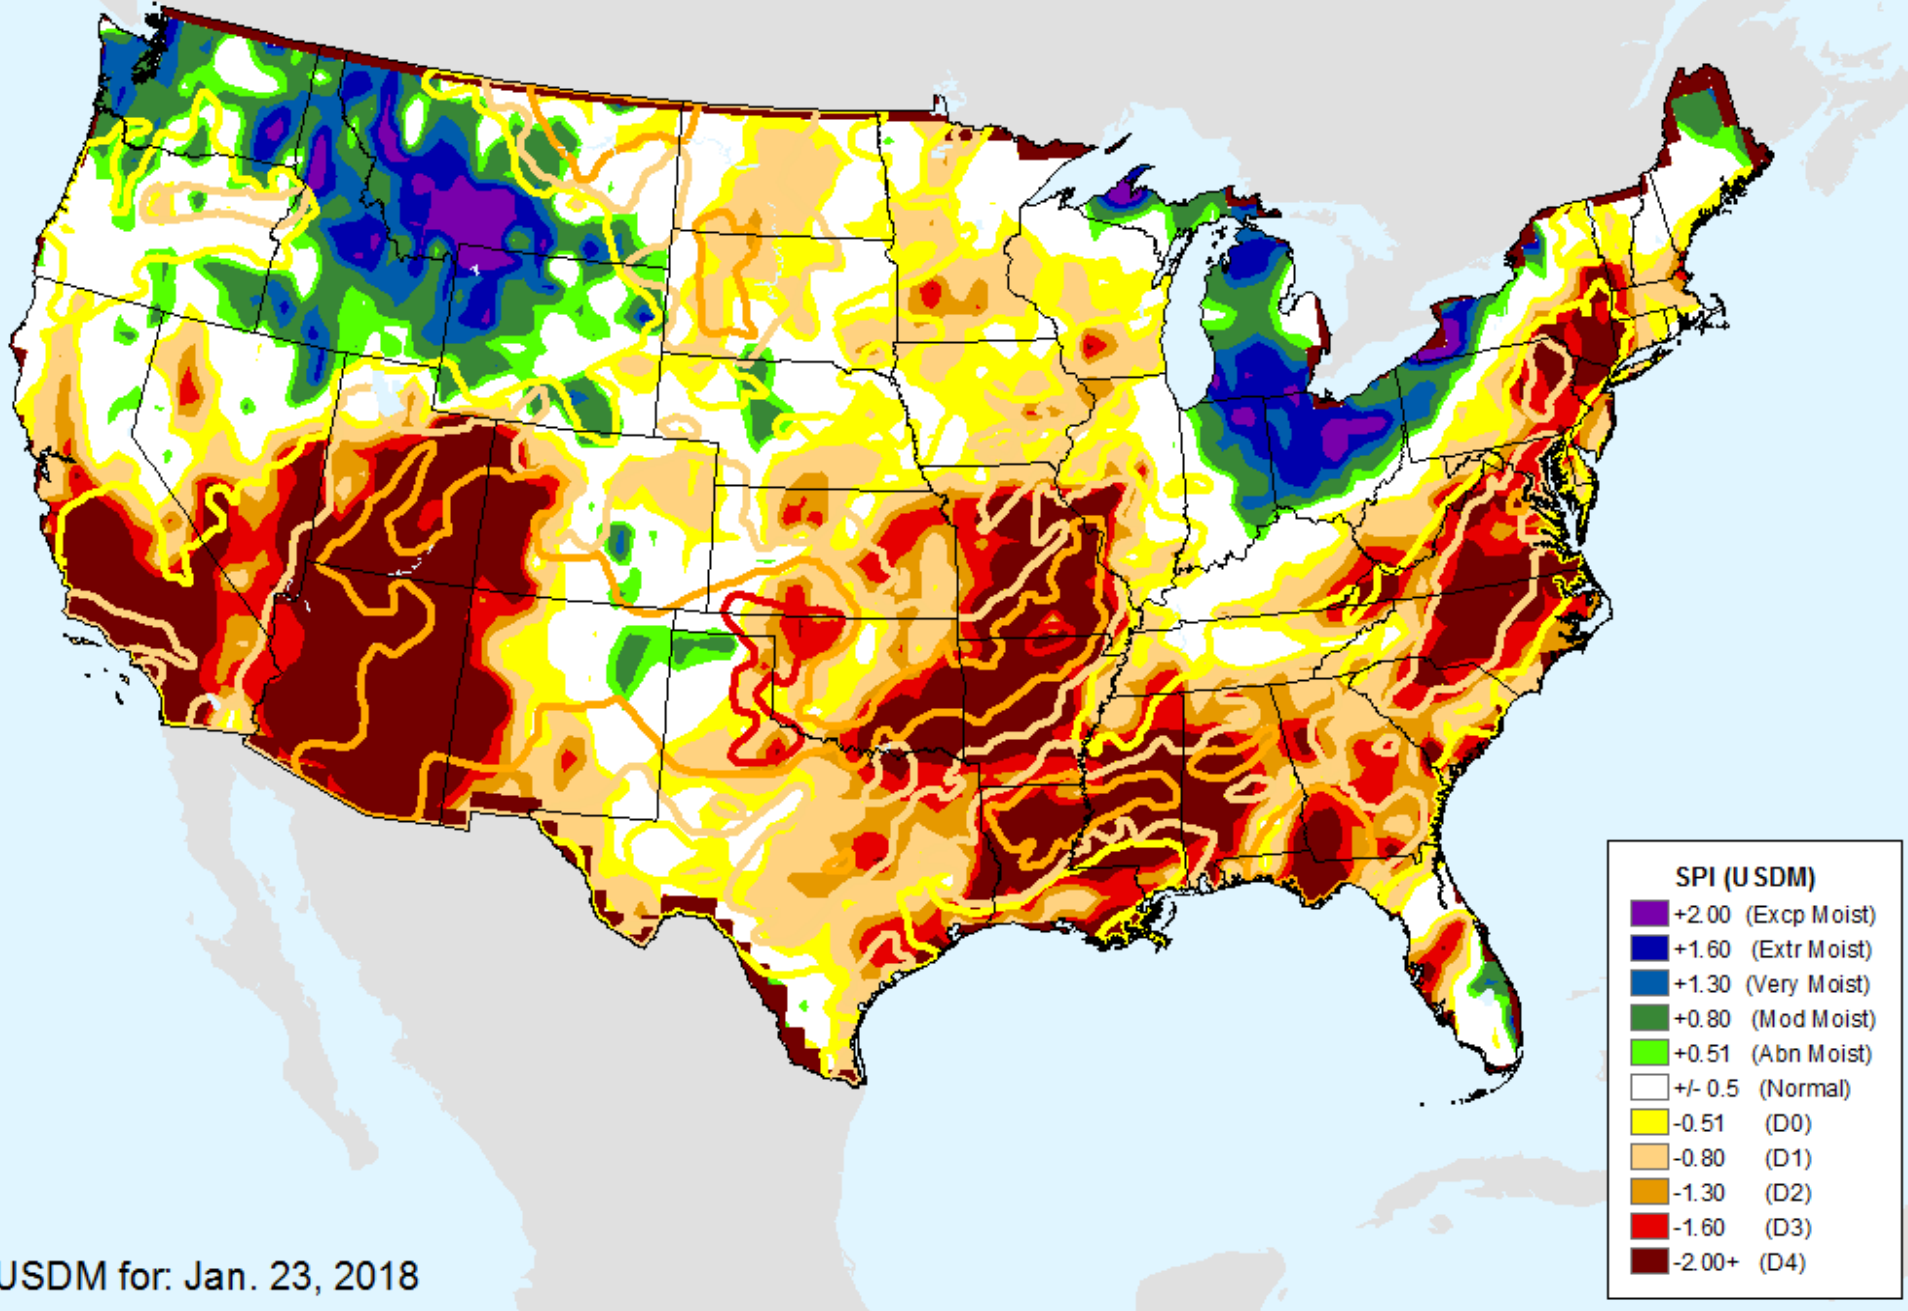 SPI (USDM)
+2.00 (Excp Moist)
+1.60 (Extr Moist)
+1.30 (Very Moist)
+0.80 (Mod Moist)
+0.51 (Abn Moist)
+/- 0.5 (Normal)
-0.51 (D0)
-0.80 (D1)
-1.30 (D2)
-1.60 (D3)
-2.00+ (D4)
USDM for: Jan. 23, 2018